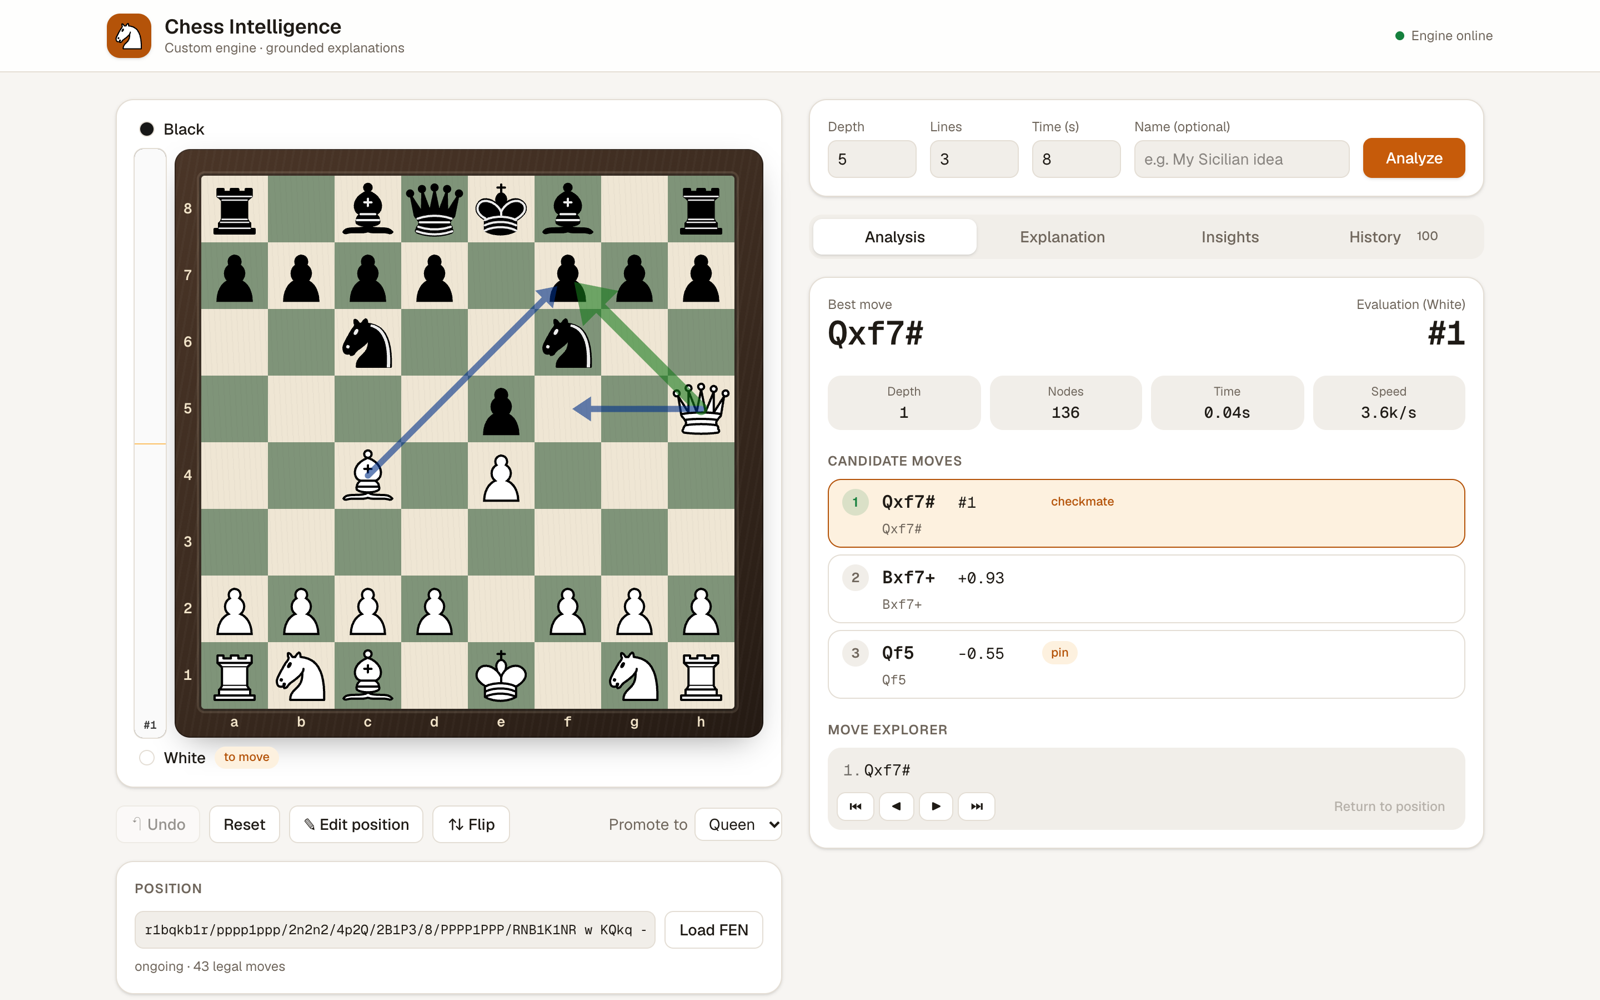 Chess Intelligence
Custom engine · grounded explanations
Engine online
Black
8
7
6
5
4
3
2
1
a b c d e f g h
#1
White to move
Undo
Reset
✎ Edit position
↑↓ Flip
Promote to
Queen
POSITION
r1bqkb1r/pppp1ppp/2n2n2/4p2Q/2B1P3/8/PPPP1PPP/RNB1K1NR w KQkq -
Load FEN
ongoing · 43 legal moves
Depth
Lines
Time (s)
Name (optional)
5
3
8
e.g. My Sicilian idea
Analyze
Analysis
Explanation
Insights
History 100
Best move
Evaluation (White)
Qxf7#
#1
Depth
1
Nodes
136
Time
0.04s
Speed
3.6k/s
CANDIDATE MOVES
1 Qxf7# #1 checkmate
Qxf7#
2 Bxf7+ +0.93
Bxf7+
3 Qf5 -0.55 pin
Qf5
MOVE EXPLORER
1. Qxf7#
Return to position